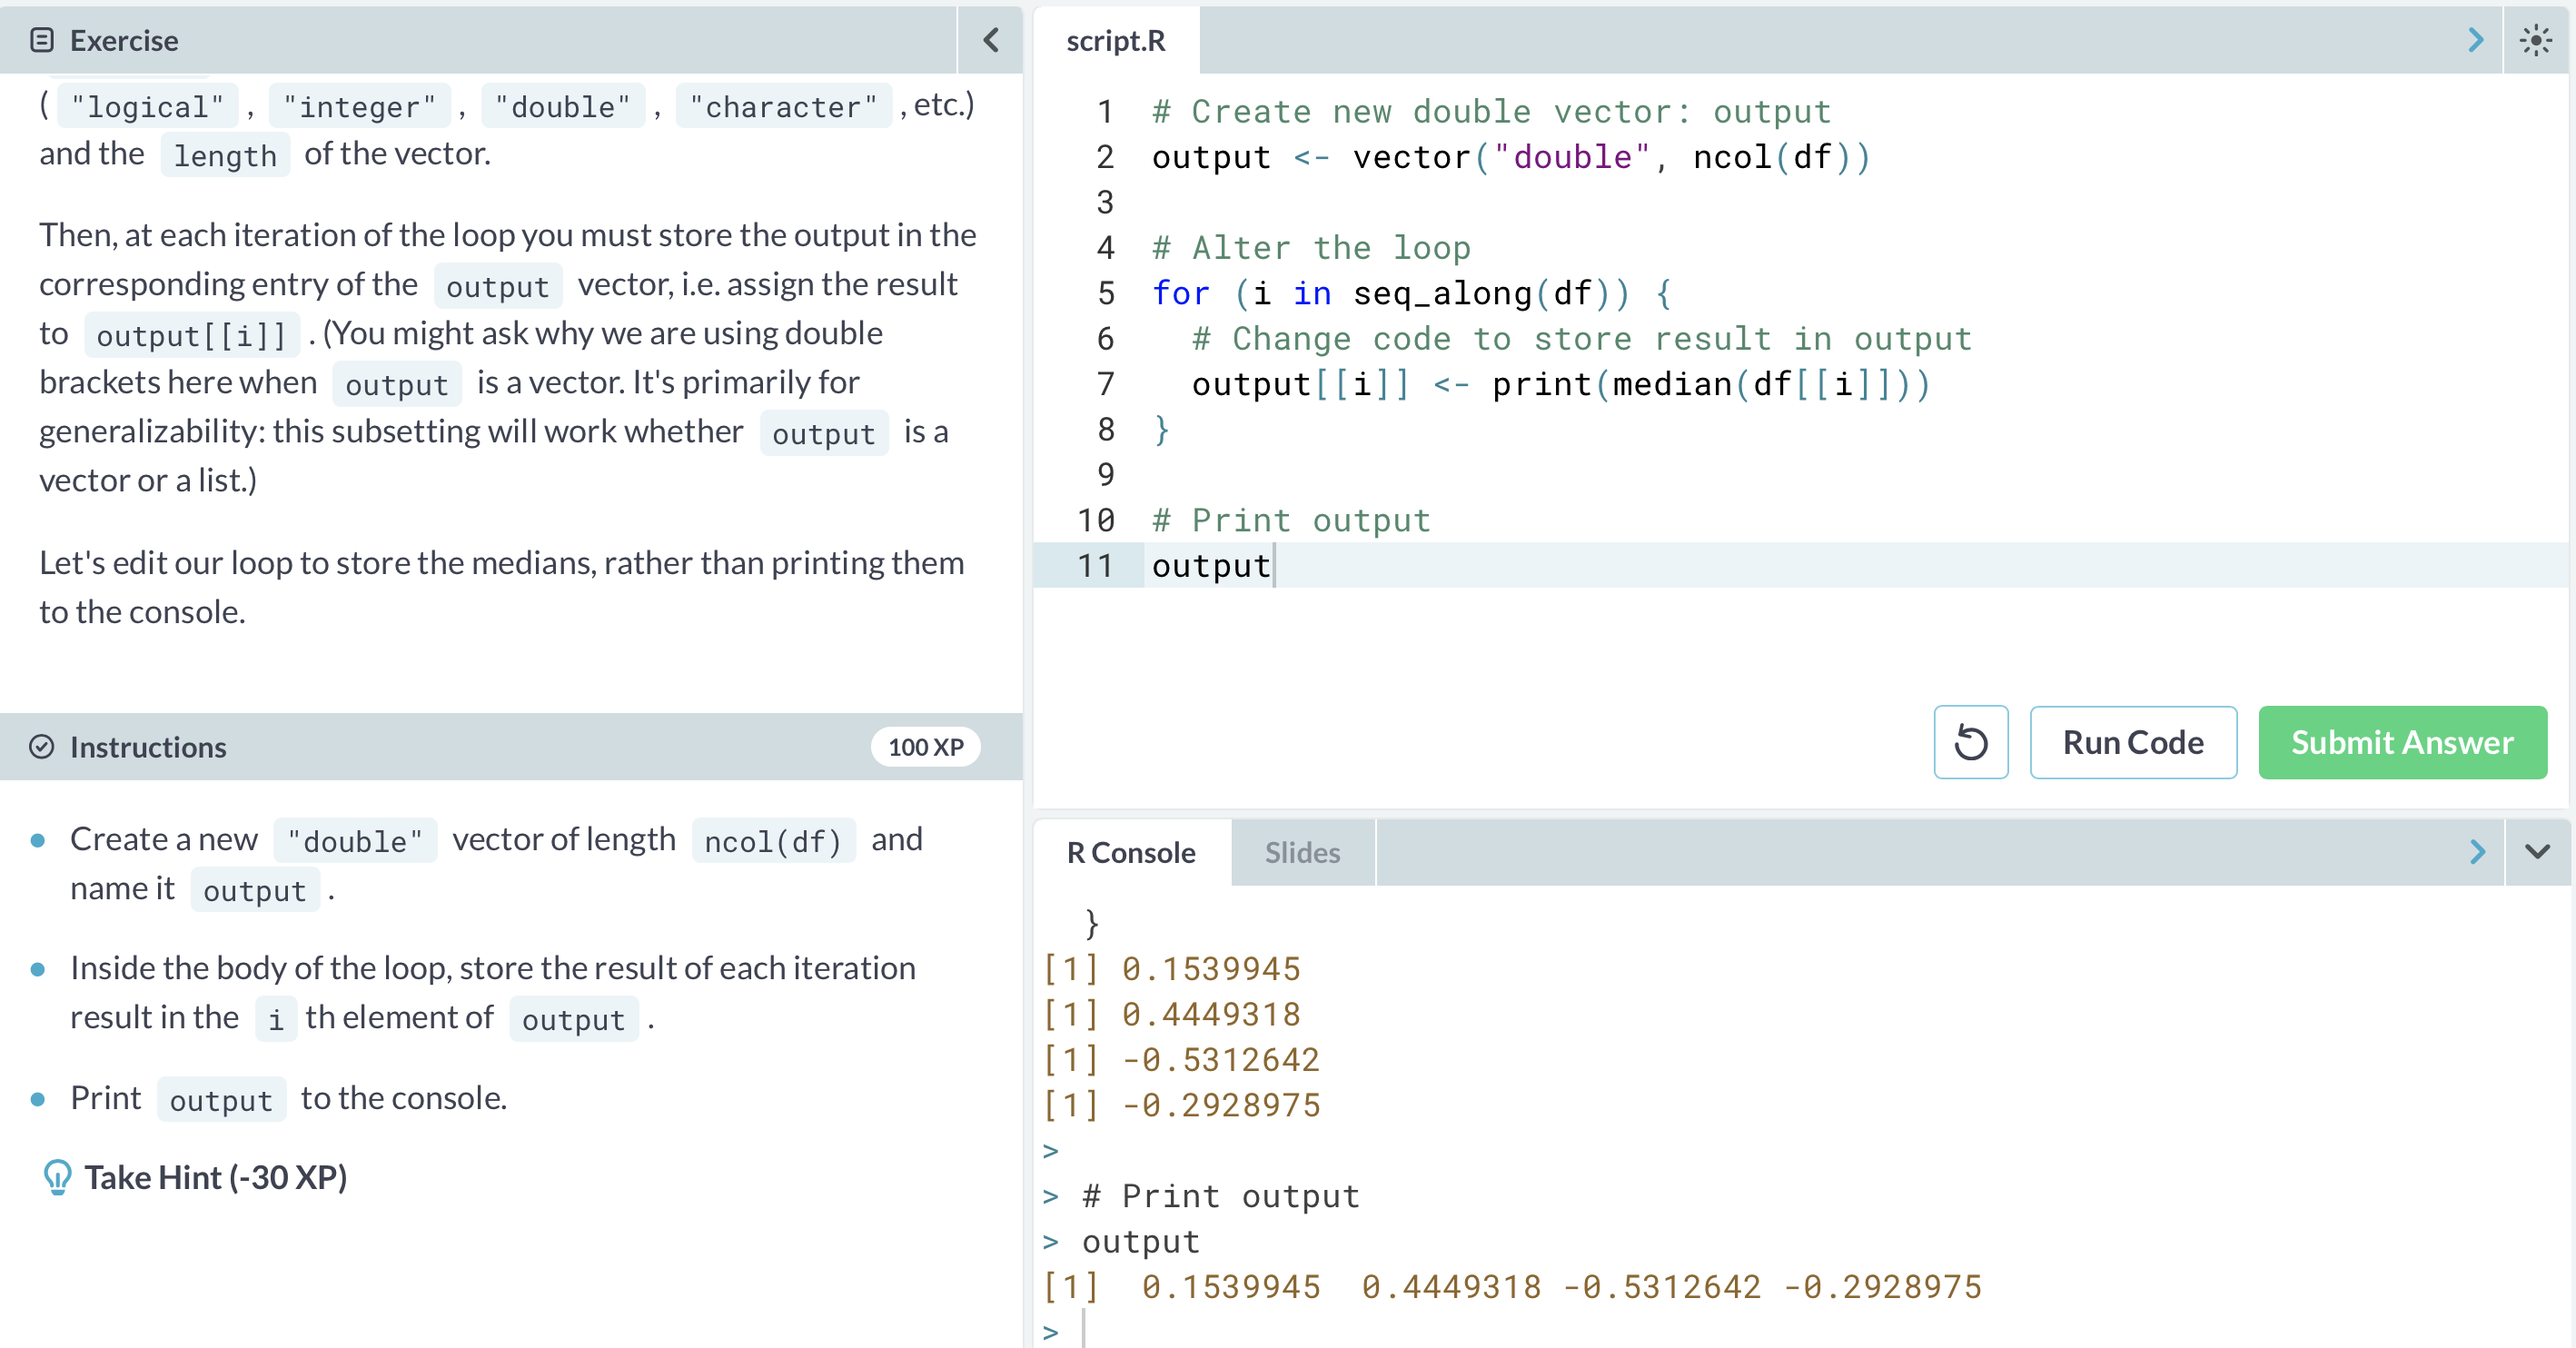 Exercise
( "logical" , "integer" , "double" , "character" , etc.)
and the length of the vector.
Then, at each iteration of the loop you must store the output in the
corresponding entry of the output vector, i.e. assign the result
to output[[i]] . (You might ask why we are using double
brackets here when output is a vector. It's primarily for
generalizability: this subsetting will work whether output is a
vector or a list.)
Let's edit our loop to store the medians, rather than printing them
to the console.
Instructions
100 XP
Create a new "double" vector of length ncol(df) and
name it output .
Inside the body of the loop, store the result of each iteration
result in the i th element of output .
Print output to the console.
Take Hint (-30 XP)
script.R
1 # Create new double vector: output
2 output <- vector("double", ncol(df))
3
4 # Alter the loop
5 for (i in seq_along(df)) {
6 # Change code to store result in output
7 output[[i]] <- print(median(df[[i]]))
8 }
9
10 # Print output
11 output
Run Code
Submit Answer
R Console
Slides
}
[1] 0.1539945
[1] 0.4449318
[1] -0.5312642
[1] -0.2928975
>
> # Print output
> output
[1] 0.1539945 0.4449318 -0.5312642 -0.2928975
>